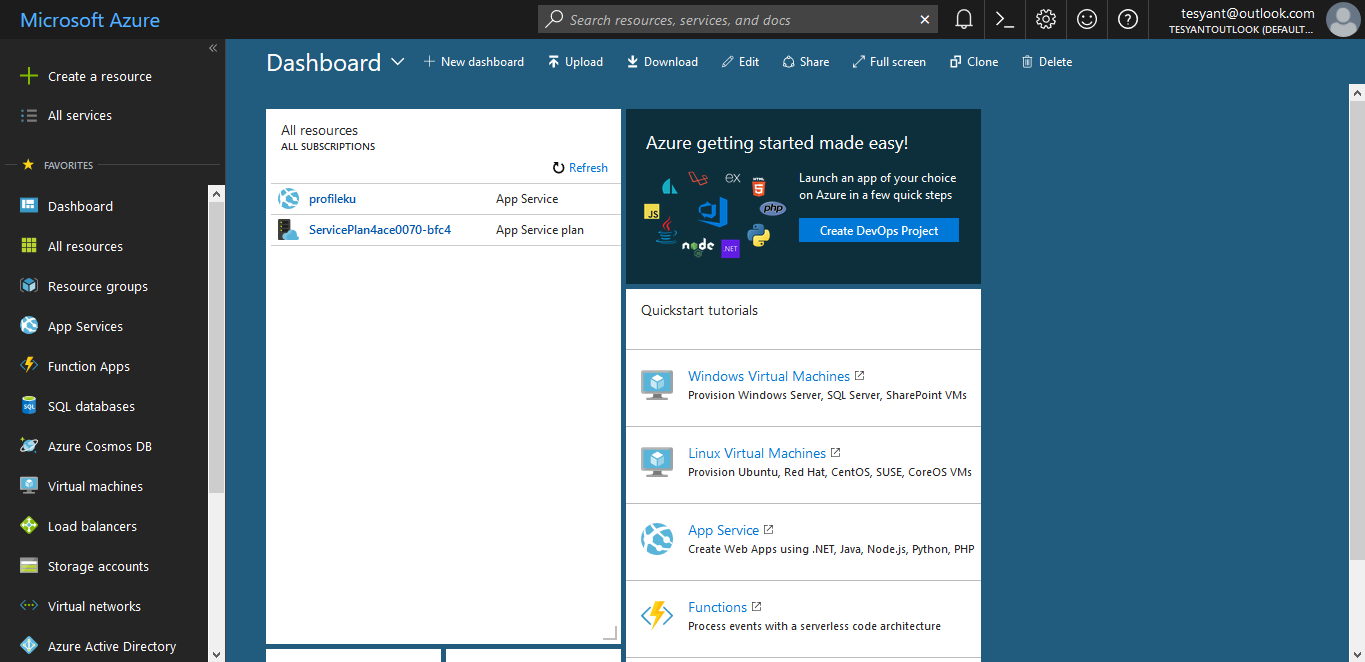 Microsoft Azure
Search resources, services, and docs
tesyant@outlook.com
TESYANTOUTLOOK (DEFAULT...
Create a resource
All services
FAVORITES
Dashboard
All resources
Resource groups
App Services
Function Apps
SQL databases
Azure Cosmos DB
Virtual machines
Load balancers
Storage accounts
Virtual networks
Azure Active Directory
Dashboard
New dashboard
Upload
Download
Edit
Share
Full screen
Clone
Delete
All resources
ALL SUBSCRIPTIONS
Refresh
profileku App Service
ServicePlan4ace0070-bfc4 App Service plan
Azure getting started made easy!
EX
HTML
JS
php
node
.NET
Launch an app of your choice
on Azure in a few quick steps
Create DevOps Project
Quickstart tutorials
Windows Virtual Machines
Provision Windows Server, SQL Server, SharePoint VMs
Linux Virtual Machines
Provision Ubuntu, Red Hat, CentOS, SUSE, CoreOS VMs
App Service
Create Web Apps using .NET, Java, Node.js, Python, PHP
Functions
Process events with a serverless code architecture